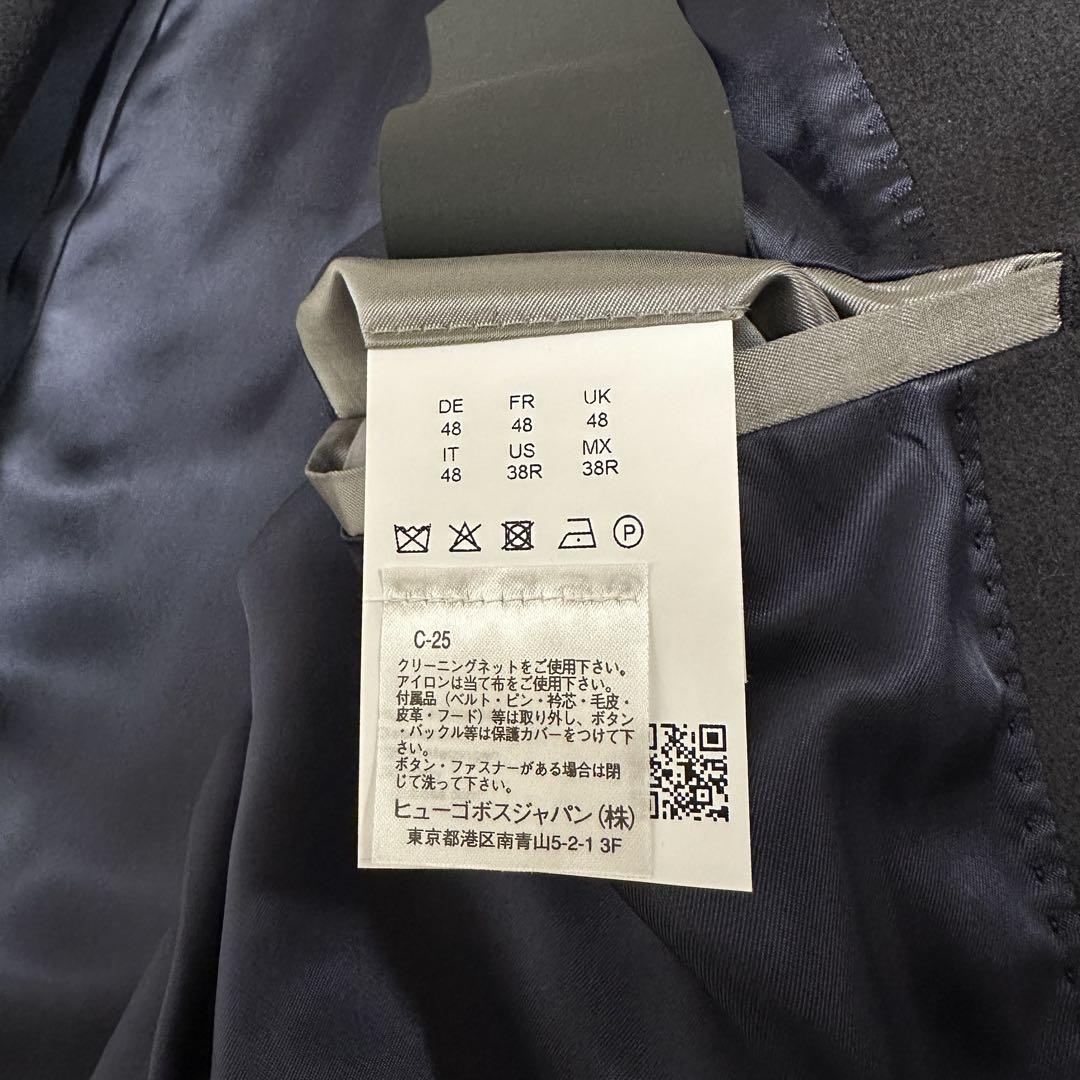 DE FR UK
48 48 48
IT US MX
48 38R 38R
P
C-25
クリーニングネットをご使用下さい。
アイロンは当て布をご使用下さい。
付属品（ベルト・ピン・衿芯・毛皮・
皮革・フード）等は取り外し、ボタン
・バックル等は保護カバーをつけて下
さい。
ボタン・ファスナーがある場合は閉
じて洗って下さい。
ヒューゴボスジャパン(株)
東京都港区南青山5-2-1 3F